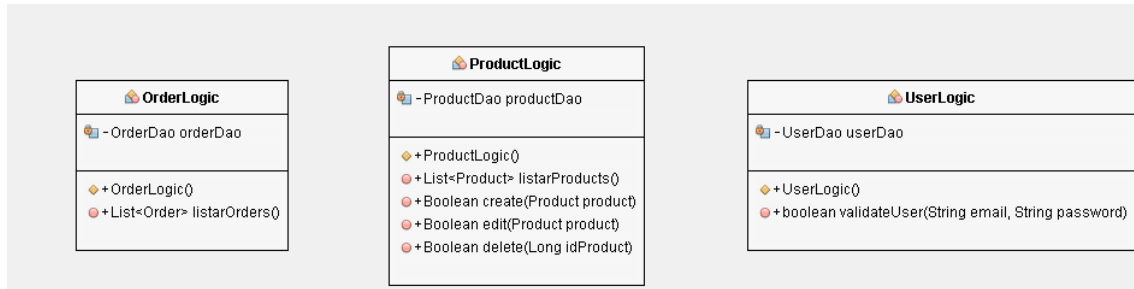 OrderLogic
-OrderDao orderDao
+OrderLogic()
+List<Order> listarOrders()
ProductLogic
-ProductDao productDao
+ProductLogic()
+List<Product> listarProducts()
+Boolean create(Product product)
+Boolean edit(Product product)
+Boolean delete(Long idProduct)
UserLogic
-UserDao userDao
+UserLogic()
+boolean validateUser(String email, String password)